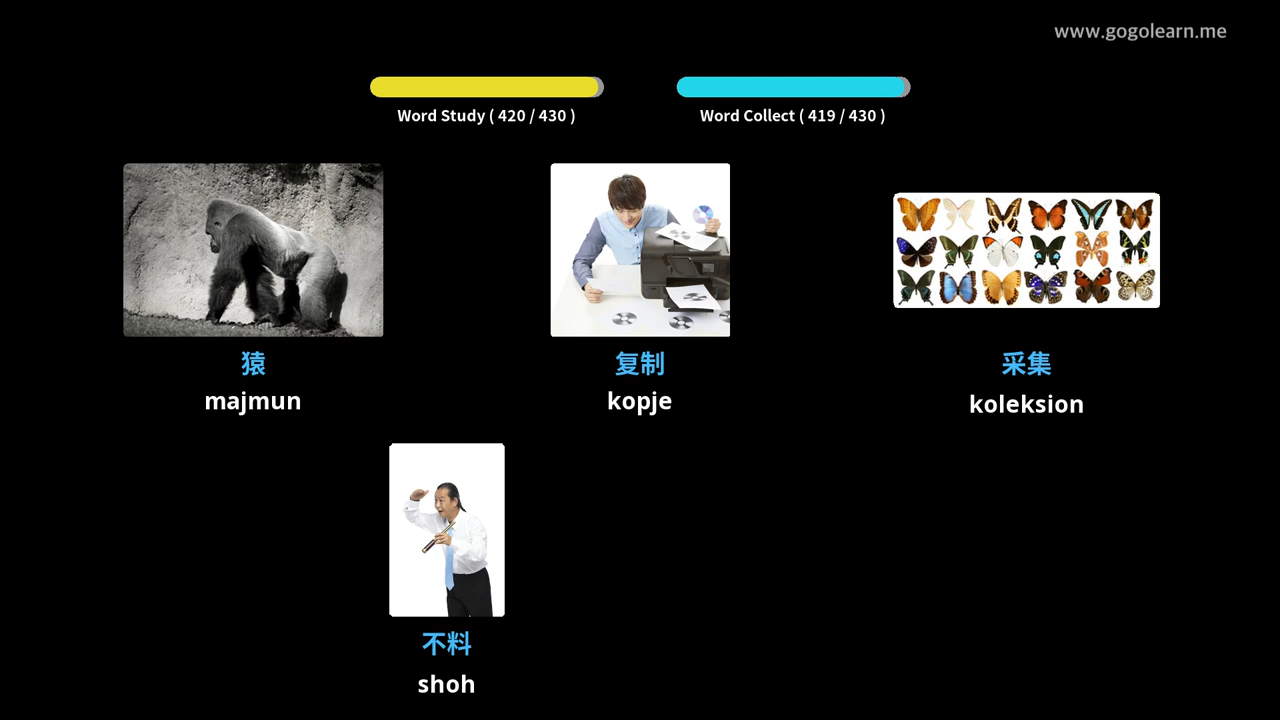 www.gogolearn.me
Word Study ( 420 / 430 )
Word Collect ( 419 / 430 )
猿
majmun
复制
kopje
采集
koleksion
不料
shoh